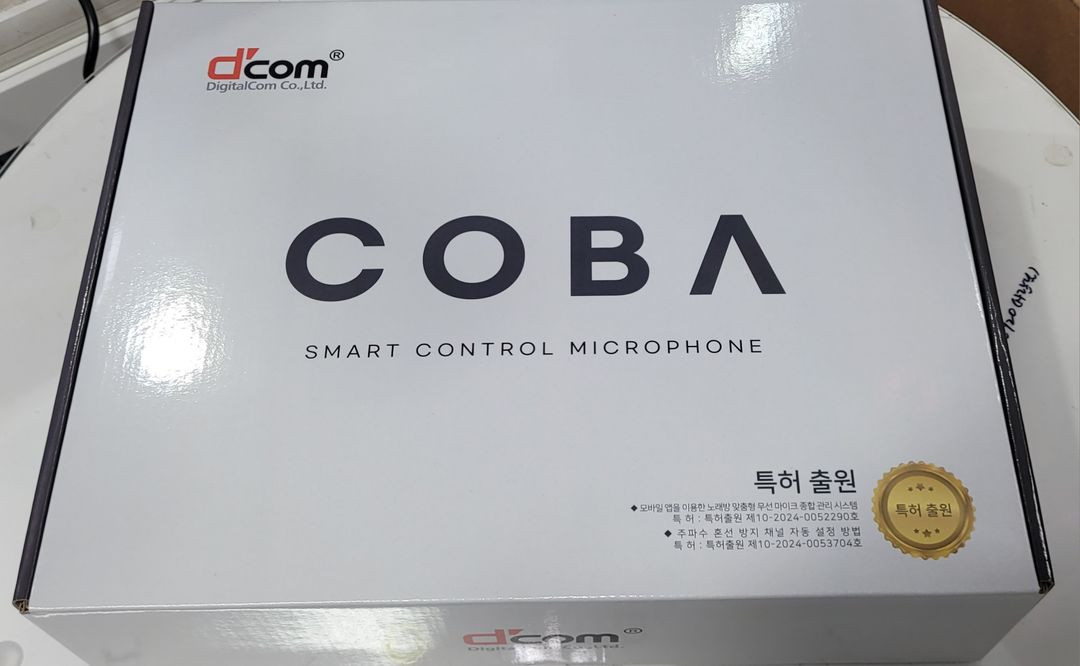 d'com®
DigitalCom Co.,Ltd.
COBA
SMART CONTROL MICROPHONE
특허 출원
◆ 모바일 앱을 이용한 노래방 맞춤형 무선 마이크 종합 관리 시스템
특 허 : 특허출원 제10-2024-0052290호
◆ 주파수 혼선 방지 채널 자동 설정 방법
특 허 : 특허출원 제10-2024-0053704호
특허 출원
d'com®
DigitalCom Co.,Ltd.